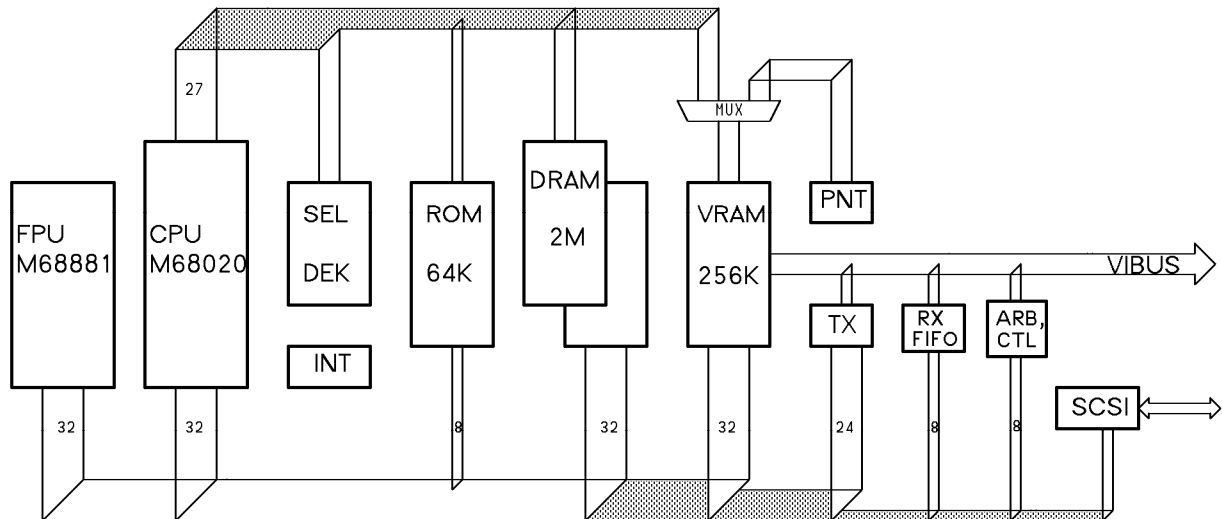 27
MUX
FPU
M68881
CPU
M68020
SEL
DEK
INT
ROM
64K
DRAM
2M
VRAM
256K
PNT
VIBUS
TX
RX
FIFO
ARB,
CTL
SCSI
32
32
8
32
32
24
8
8